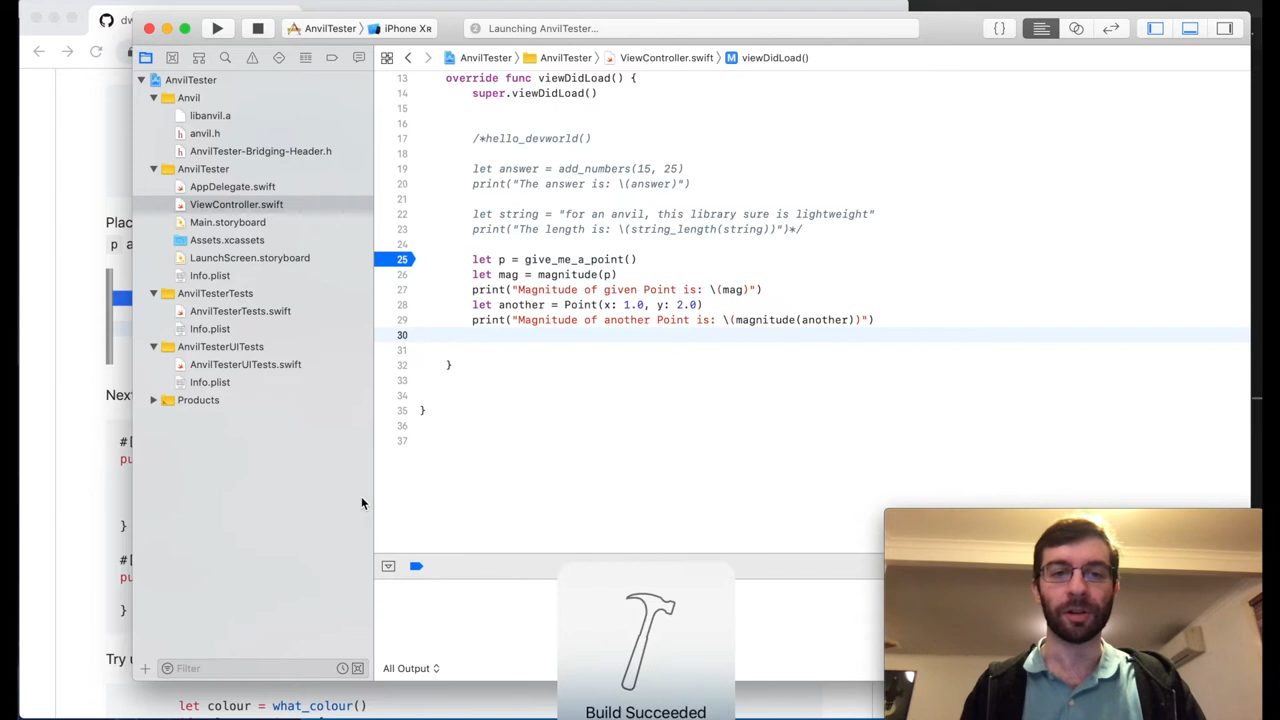 dw
AnvilTester
iPhone XR
2 Launching AnvilTester...
{ }
AnvilTester
AnvilTester
ViewController.swift
M viewDidLoad()
AnvilTester
Anvil
libanvil.a
h anvil.h
h AnvilTester-Bridging-Header.h
AnvilTester
AppDelegate.swift
ViewController.swift
Main.storyboard
Assets.xcassets
LaunchScreen.storyboard
Info.plist
AnvilTesterTests
AnvilTesterTests.swift
Info.plist
AnvilTesterUITests
AnvilTesterUITests.swift
Info.plist
Products
Filter
13 override func viewDidLoad() {
14 super.viewDidLoad()
15
16
17 /*hello_devworld()
18
19 let answer = add_numbers(15, 25)
20 print("The answer is: \(answer)")
21
22 let string = "for an anvil, this library sure is lightweight"
23 print("The length is: \(string_length(string))")*/
24
25 let p = give_me_a_point()
26 let mag = magnitude(p)
27 print("Magnitude of given Point is: \(mag)")
28 let another = Point(x: 1.0, y: 2.0)
29 print("Magnitude of another Point is: \(magnitude(another))")
30
31
32 }
33
34
35 }
36
37
All Output
Build Succeeded
Plac
p a
Nex
#[
pu
}
#[
pu
}
Try u
let colour = what_colour()